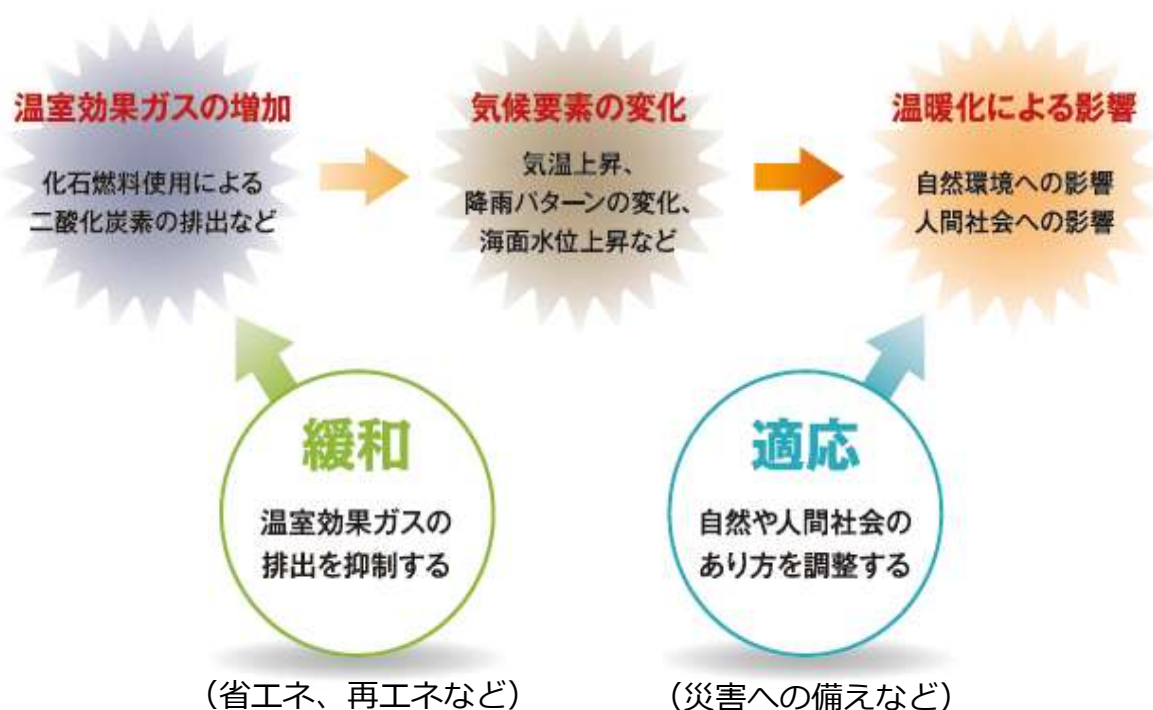 温室効果ガスの増加
化石燃料使用による
二酸化炭素の排出など
気候要素の変化
気温上昇、
降雨パターンの変化、
海面水位上昇など
温暖化による影響
自然環境への影響
人間社会への影響
緩和
温室効果ガスの
排出を抑制する
(省エネ、再エネなど)
適応
自然や人間社会の
あり方を調整する
(災害への備えなど)